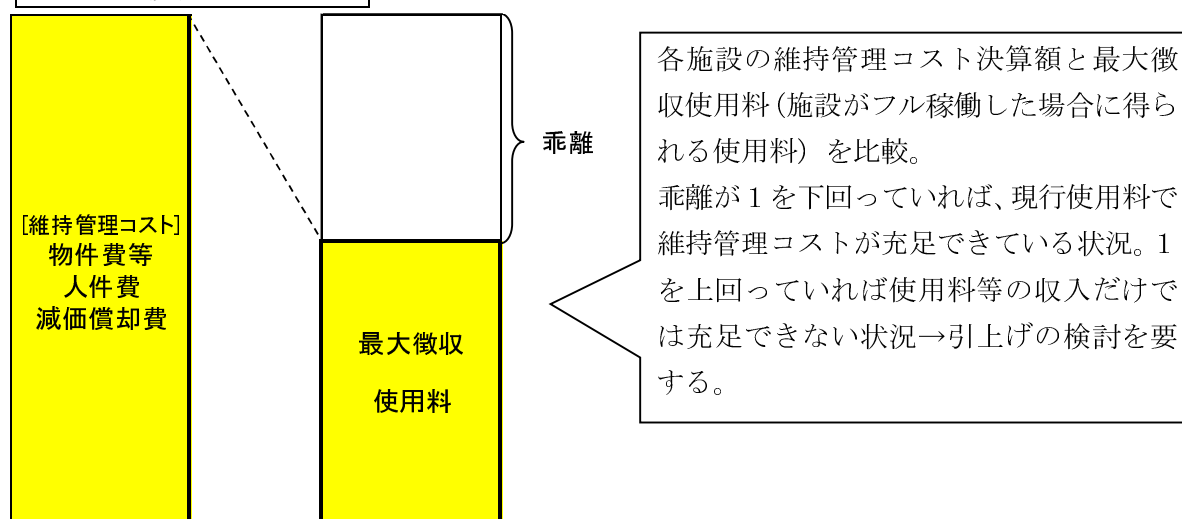 [維持管理コスト]
物件費等
人件費
減価償却費
最大徴収
使用料
乖離
各施設の維持管理コスト決算額と最大徴
収使用料(施設がフル稼働した場合に得ら
れる使用料）を比較。
乖離が１を下回っていれば、現行使用料で
維持管理コストが充足できている状況。１
を上回っていれば使用料等の収入だけで
は充足できない状況→引上げの検討を要
する。